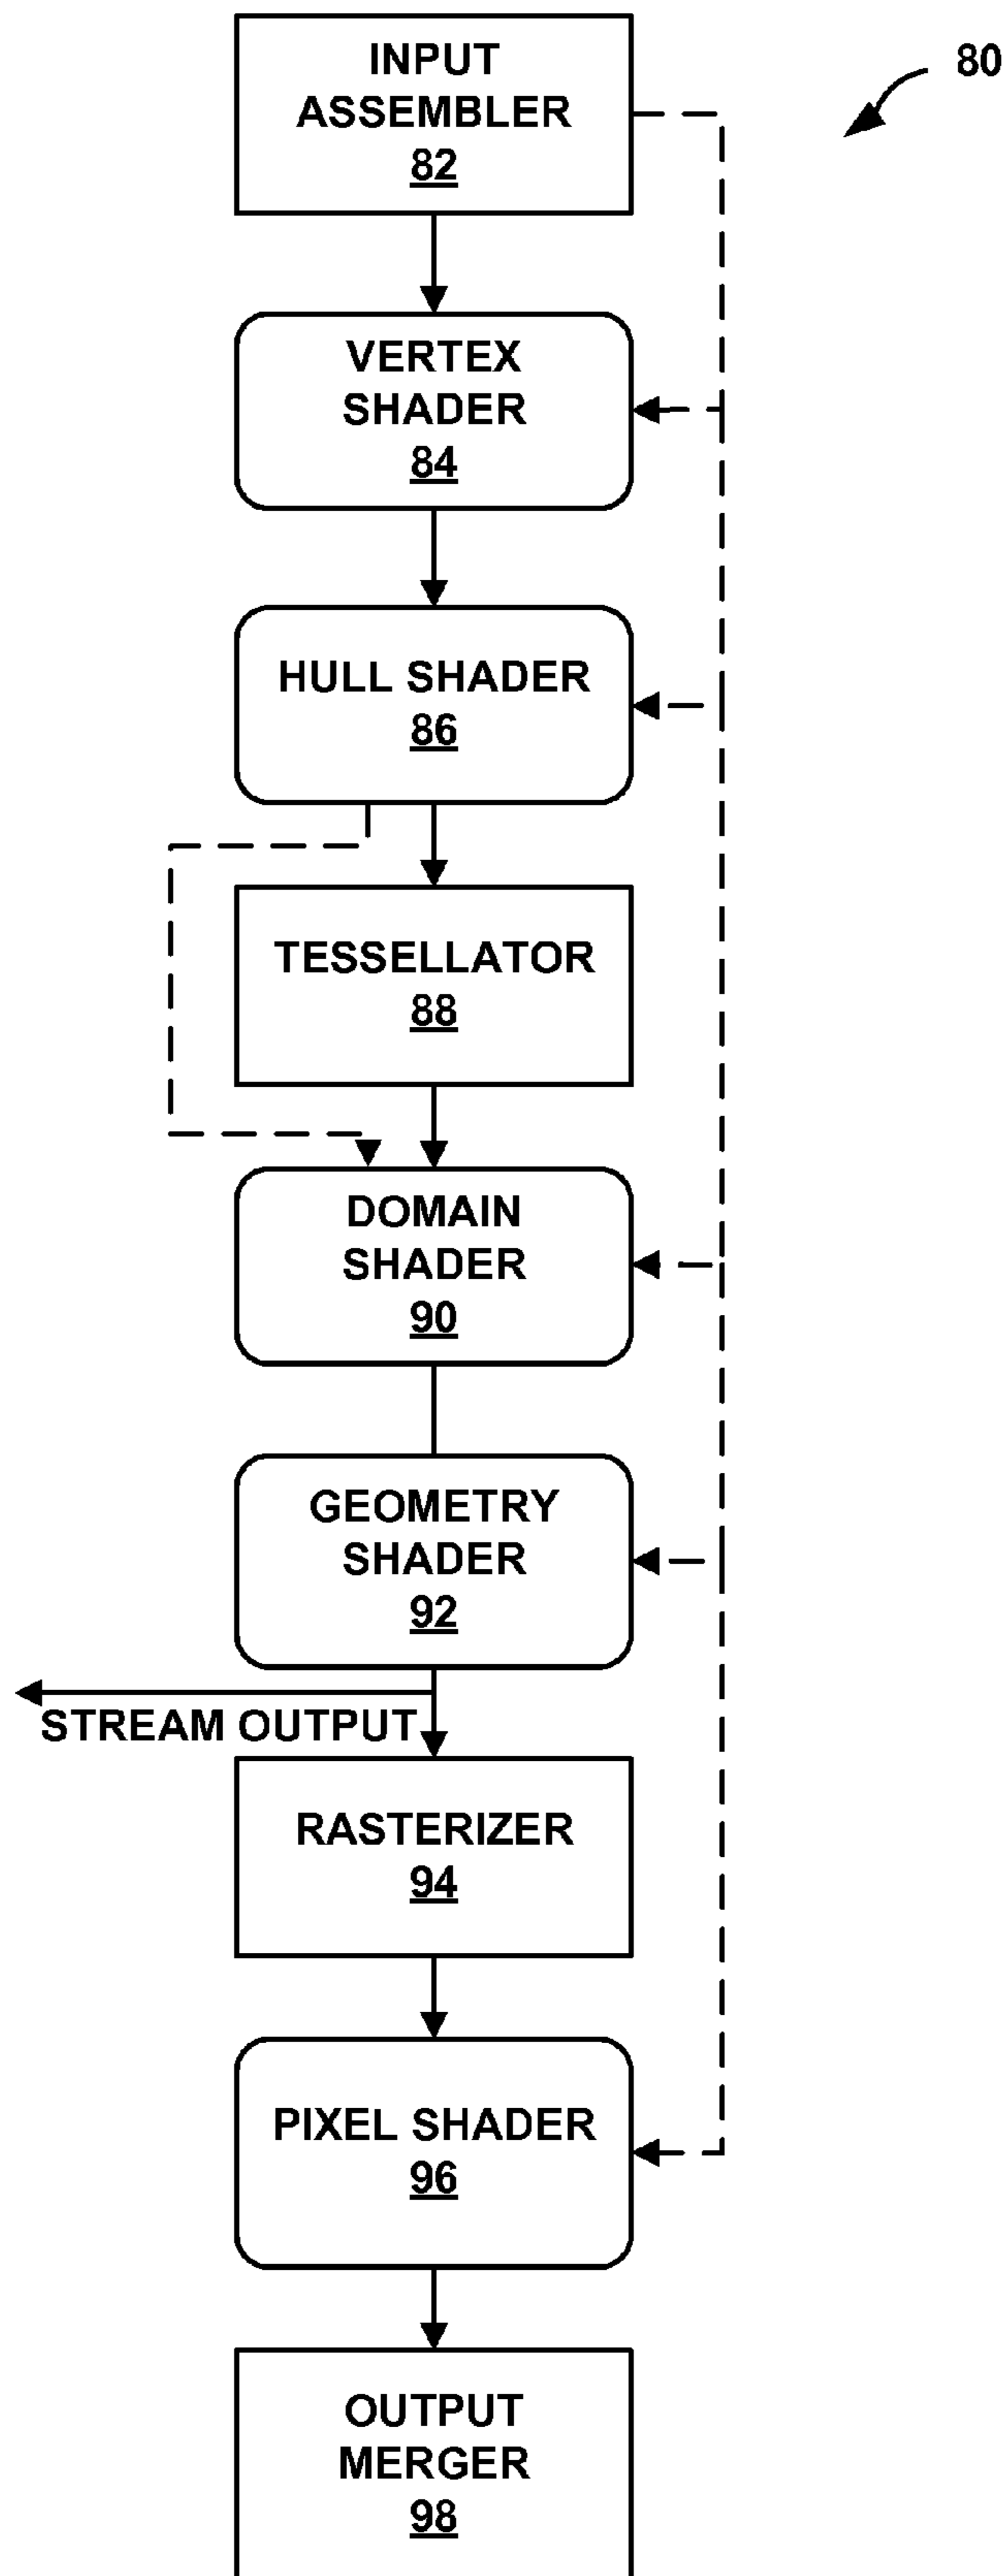 80
INPUT
ASSEMBLER
82
VERTEX
SHADER
84
HULL SHADER
86
TESSELLATOR
88
DOMAIN
SHADER
90
GEOMETRY
SHADER
92
STREAM OUTPUT
RASTERIZER
94
PIXEL SHADER
96
OUTPUT
MERGER
98